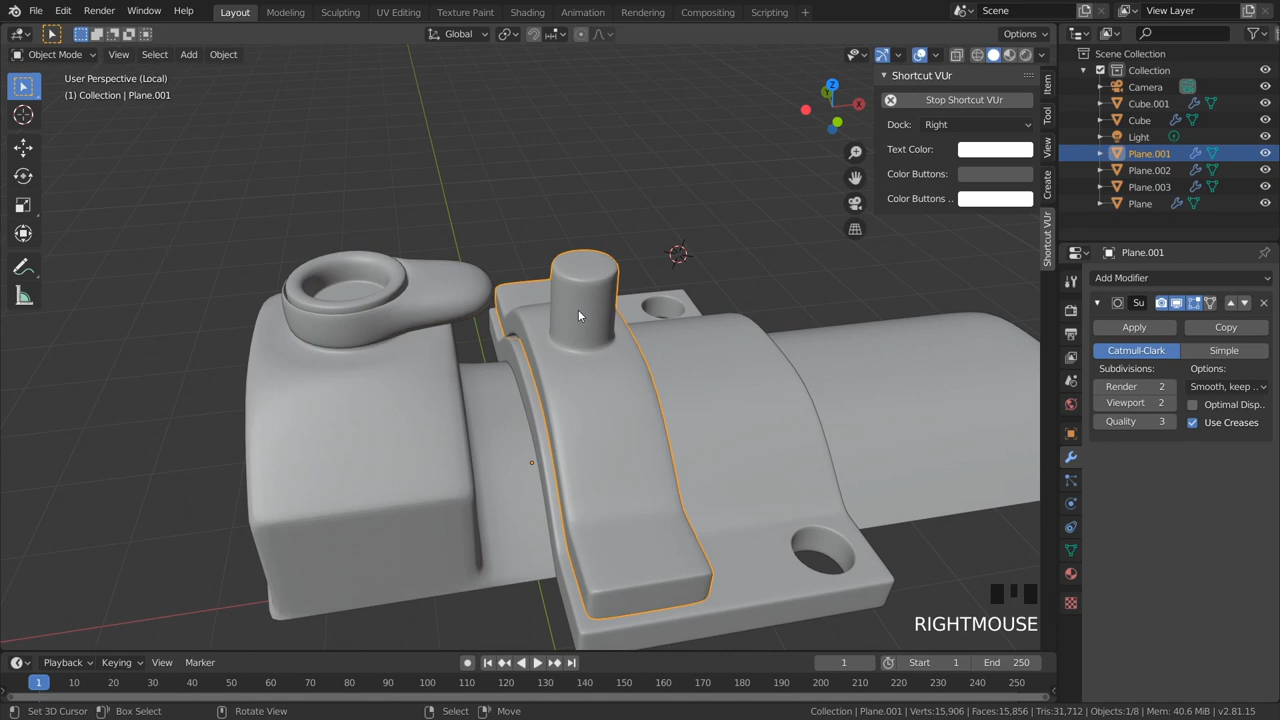 File Edit Render Window Help
Layout Modeling Sculpting UV Editing Texture Paint Shading Animation Rendering Compositing Scripting +
Scene View Layer
Global Options
Object Mode View Select Add Object
User Perspective (Local)
(1) Collection | Plane.001
Z
Y
X
Shortcut VUr
Stop Shortcut VUr
Dock: Right
Text Color:
Color Buttons:
Color Buttons ..
Item
Tool
View
Create
Shortcut VUr
Scene Collection
Collection
Camera
Cube.001
Cube
Light
Plane.001
Plane.002
Plane.003
Plane
Plane.001
Add Modifier
Su
Apply Copy
Catmull-Clark Simple
Subdivisions: Options:
Render 2 Smooth, keep ..
Viewport 2 Optimal Disp..
Quality 3 Use Creases
RIGHTMOUSE
Playback Keying View Marker 1 Start 1 End 250
1 10 20 30 40 50 60 70 80 90 100 110 120 130 140 150 160 170 180 190 200 210 220 230 240 250
Set 3D Cursor Box Select Rotate View Select Move Collection | Plane.001 | Verts:15,906 | Faces:15,856 | Tris:31,712 | Objects:1/8 | Mem: 40.6 MiB | v2.81.15